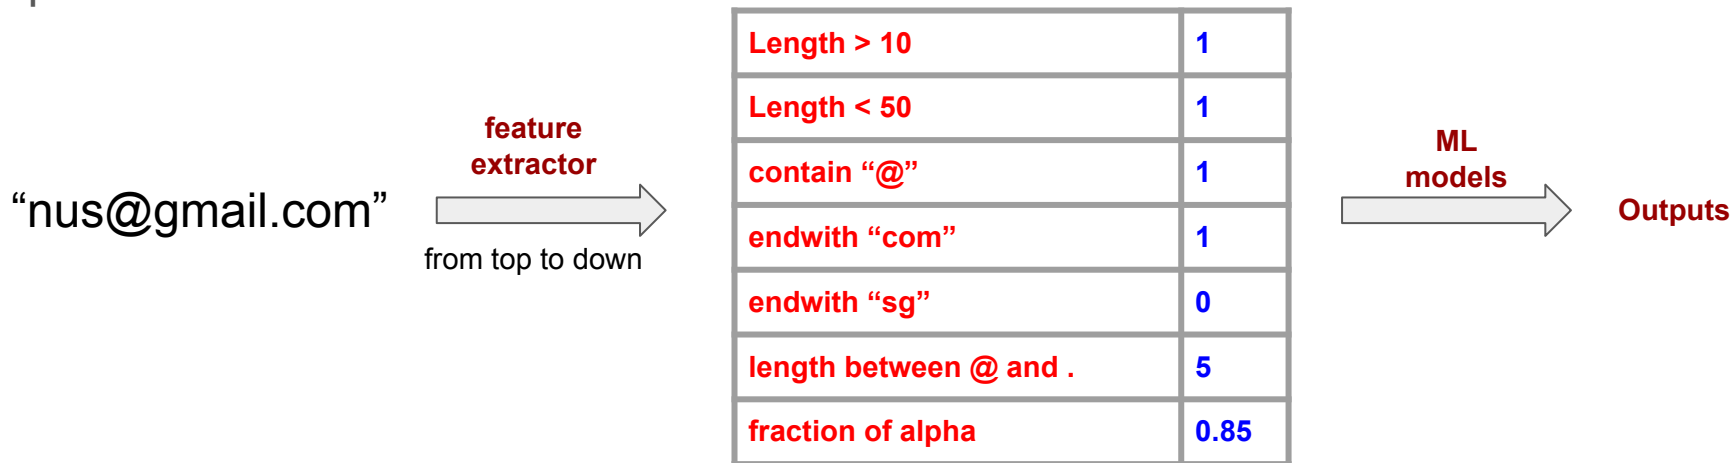 “nus@gmail.com”
feature
extractor
from top to down
Length > 10 1
Length < 50 1
contain “@” 1
endwith “com” 1
endwith “sg” 0
length between @ and . 5
fraction of alpha 0.85
ML
models
Outputs